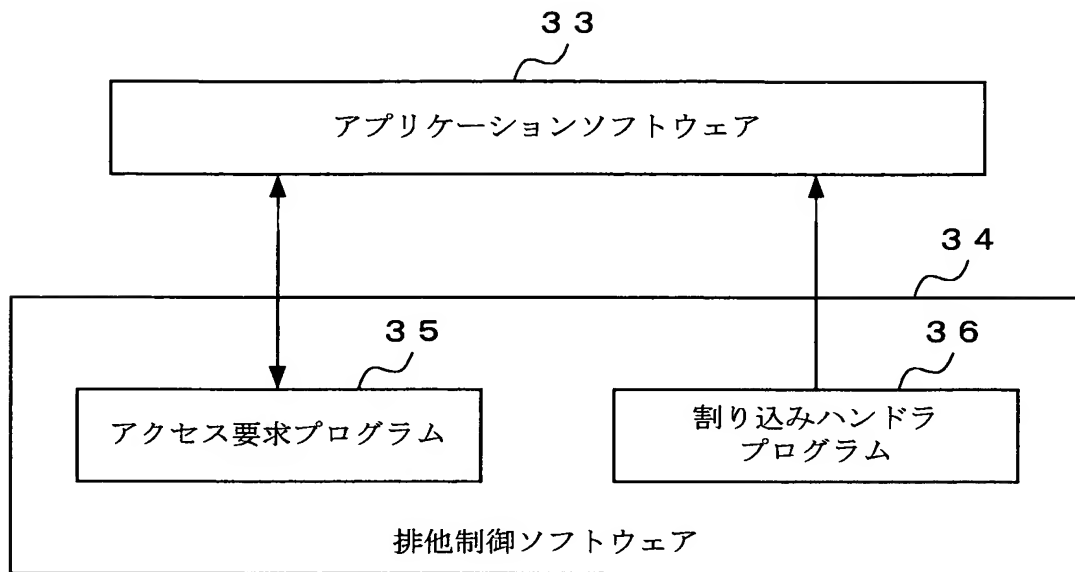 ３３
アプリケーションソフトウェア
３４
３５
３６
アクセス要求プログラム
割り込みハンドラ
プログラム
排他制御ソフトウェア